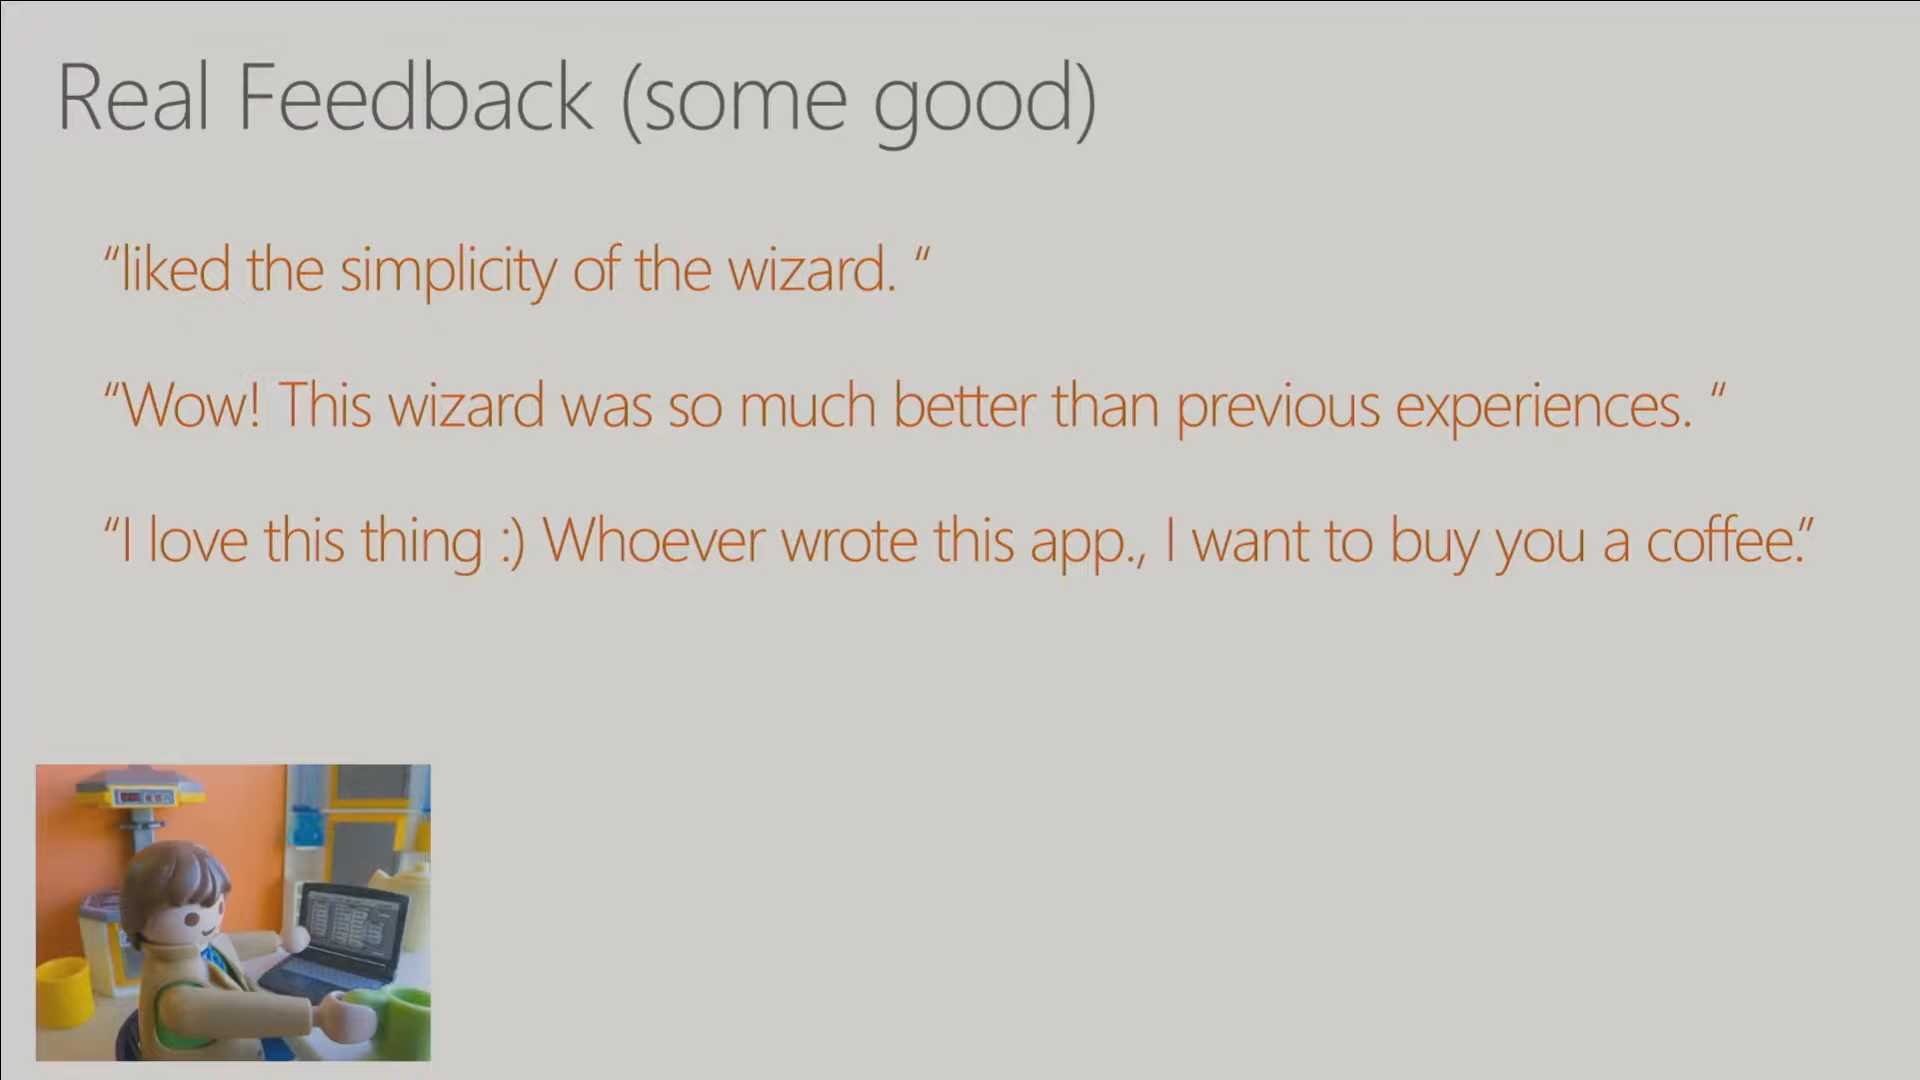 Real Feedback (some good)
“liked the simplicity of the wizard. “
“Wow! This wizard was so much better than previous experiences. “
“I love this thing :) Whoever wrote this app., I want to buy you a coffee.”